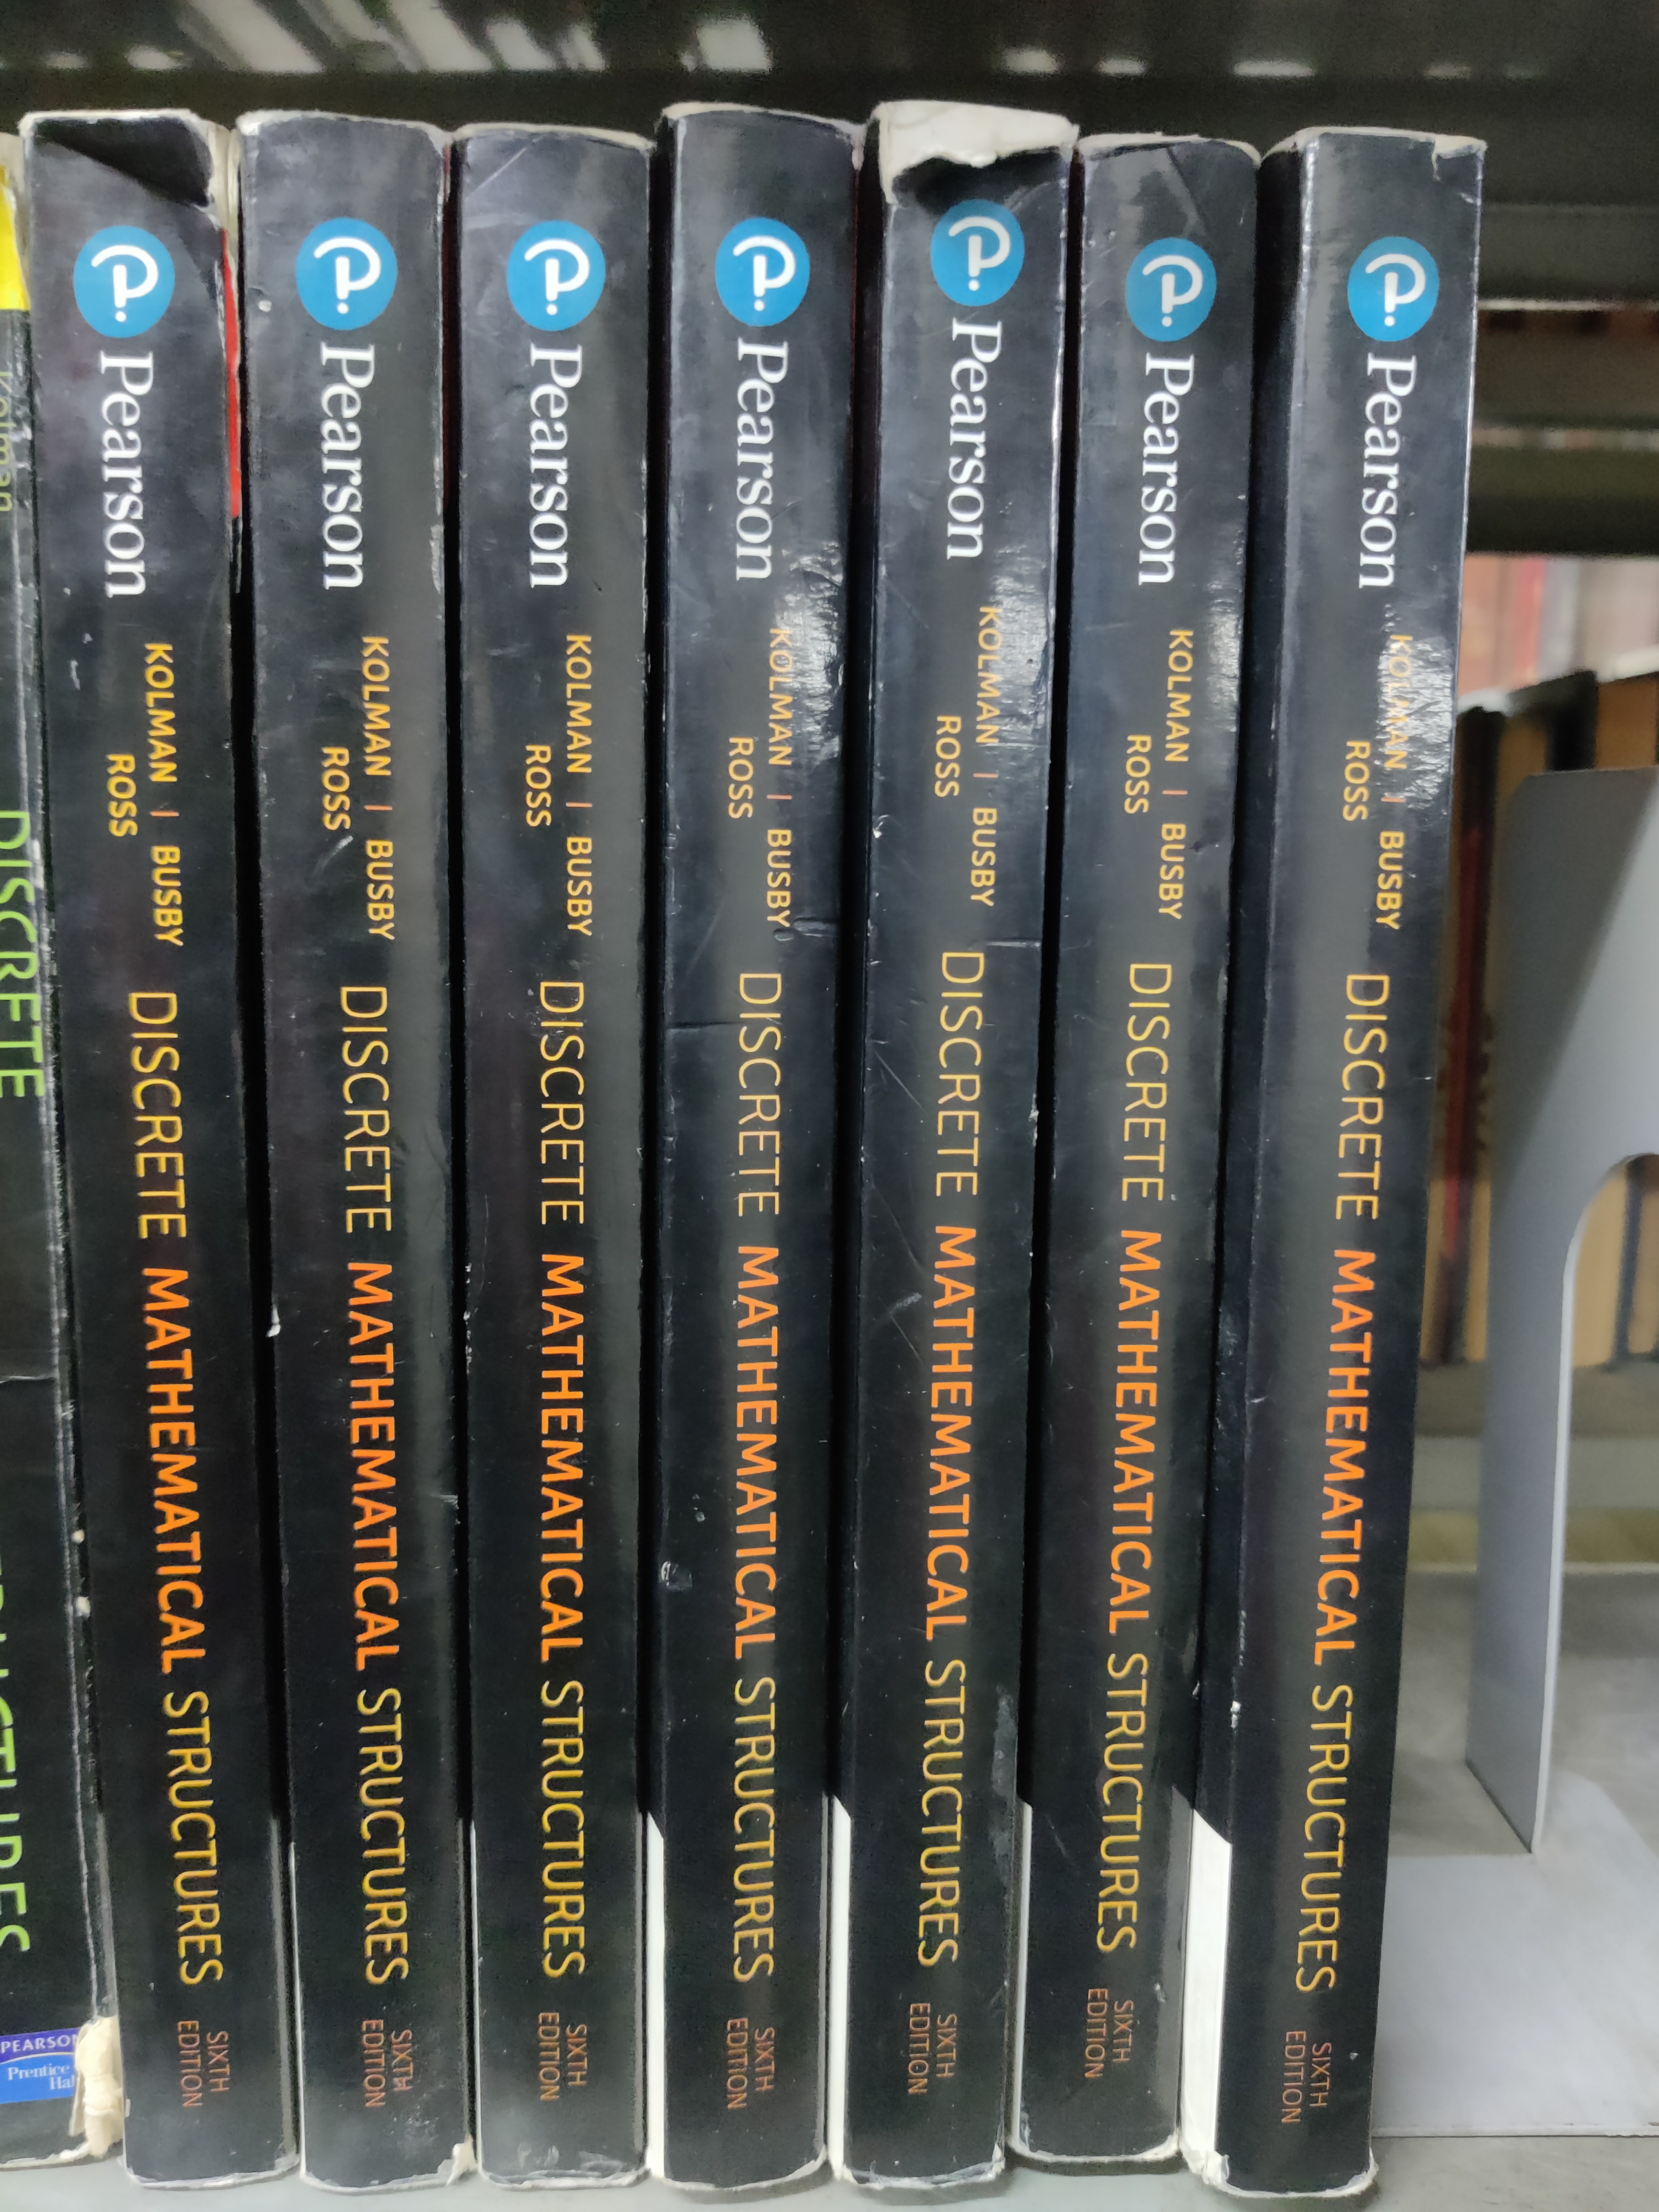 Kolman
DISCRETE
PEARSON
Prentice
Hal
Pearson
KOLMAN | BUSBY
ROSS
DISCRETE MATHEMATICAL STRUCTURES
SIXTH
EDITION
Pearson
KOLMAN | BUSBY
ROSS
DISCRETE MATHEMATICAL STRUCTURES
SIXTH
EDITION
Pearson
KOLMAN | BUSBY
ROSS
DISCRETE MATHEMATICAL STRUCTURES
SIXTH
EDITION
Pearson
KOLMAN | BUSBY
ROSS
DISCRETE MATHEMATICAL STRUCTURES
SIXTH
EDITION
Pearson
KOLMAN | BUSBY
ROSS
DISCRETE MATHEMATICAL STRUCTURES
SIXTH
EDITION
Pearson
KOLMAN | BUSBY
ROSS
DISCRETE MATHEMATICAL STRUCTURES
SIXTH
EDITION
Pearson
KOLMAN | BUSBY
ROSS
DISCRETE MATHEMATICAL STRUCTURES
SIXTH
EDITION